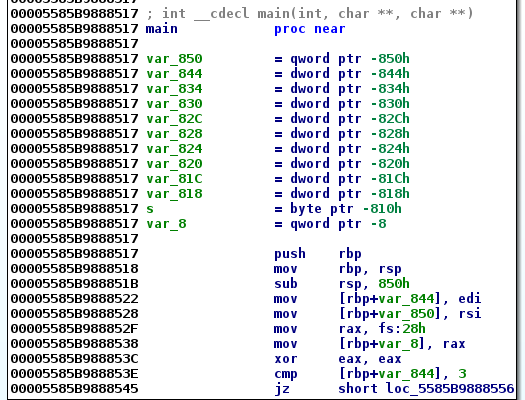 00005585B9888517 ; int __cdecl main(int, char **, char **)
00005585B9888517 main proc near
00005585B9888517
00005585B9888517 var_850 = qword ptr -850h
00005585B9888517 var_844 = dword ptr -844h
00005585B9888517 var_834 = dword ptr -834h
00005585B9888517 var_830 = dword ptr -830h
00005585B9888517 var_82C = dword ptr -82Ch
00005585B9888517 var_828 = dword ptr -828h
00005585B9888517 var_824 = dword ptr -824h
00005585B9888517 var_820 = dword ptr -820h
00005585B9888517 var_81C = dword ptr -81Ch
00005585B9888517 var_818 = dword ptr -818h
00005585B9888517 s = byte ptr -810h
00005585B9888517 var_8 = qword ptr -8
00005585B9888517
00005585B9888517 push rbp
00005585B9888518 mov rbp, rsp
00005585B988851B sub rsp, 850h
00005585B9888522 mov [rbp+var_844], edi
00005585B9888528 mov [rbp+var_850], rsi
00005585B988852F mov rax, fs:28h
00005585B9888538 mov [rbp+var_8], rax
00005585B988853C xor eax, eax
00005585B988853E cmp [rbp+var_844], 3
00005585B9888545 jz short loc_5585B9888556